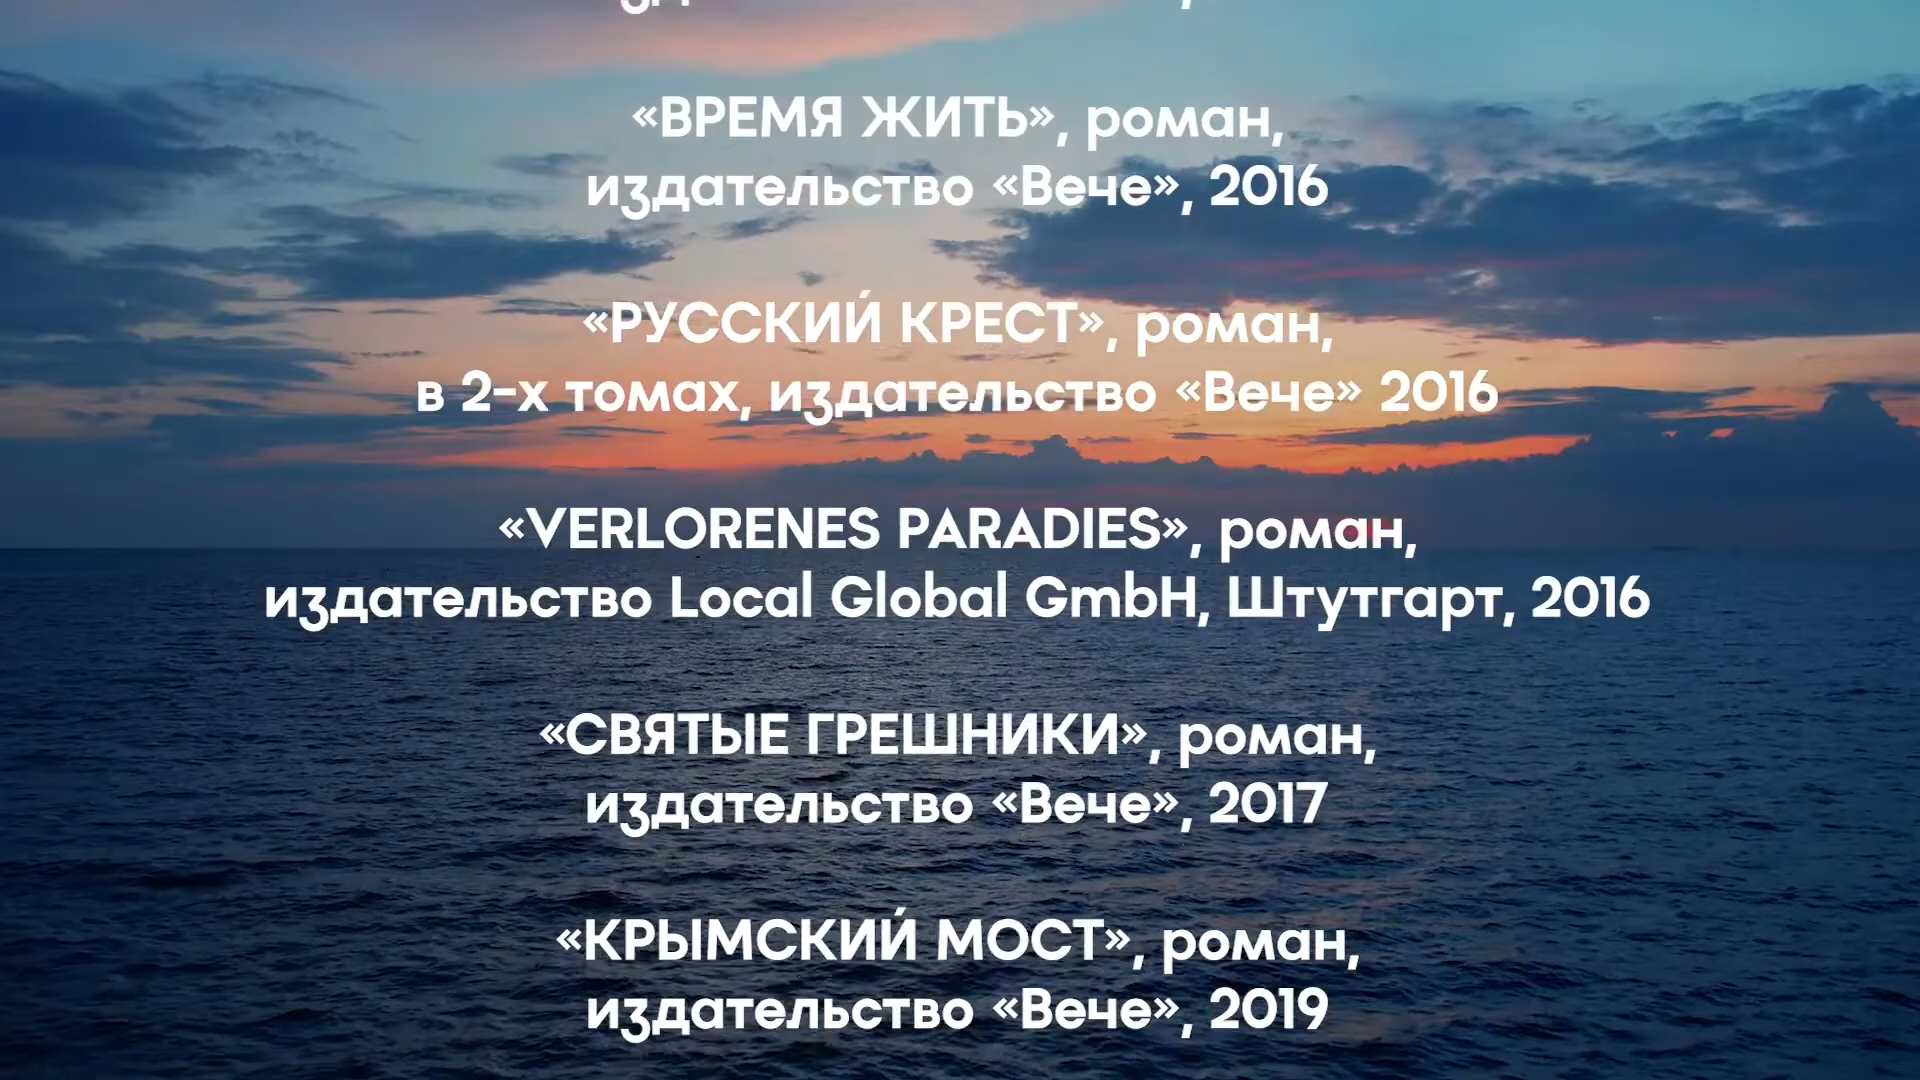 «ВРЕМЯ ЖИТЬ», роман,
издательство «Вече», 2016
«РУССКИЙ КРЕСТ», роман,
в 2-х томах, издательство «Вече» 2016
«VERLORENES PARADIES», роман,
издательство Local Global GmbH, Штутгарт, 2016
«СВЯТЫЕ ГРЕШНИКИ», роман,
издательство «Вече», 2017
«КРЫМСКИЙ МОСТ», роман,
издательство «Вече», 2019